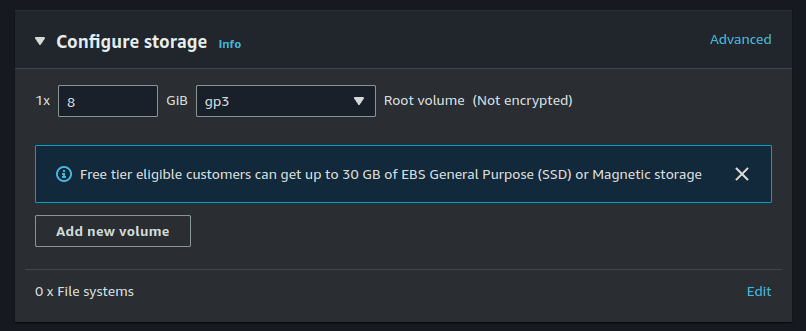 Configure storage Info Advanced
1x 8 GiB gp3 Root volume (Not encrypted)
Free tier eligible customers can get up to 30 GB of EBS General Purpose (SSD) or Magnetic storage
Add new volume
0 x File systems Edit